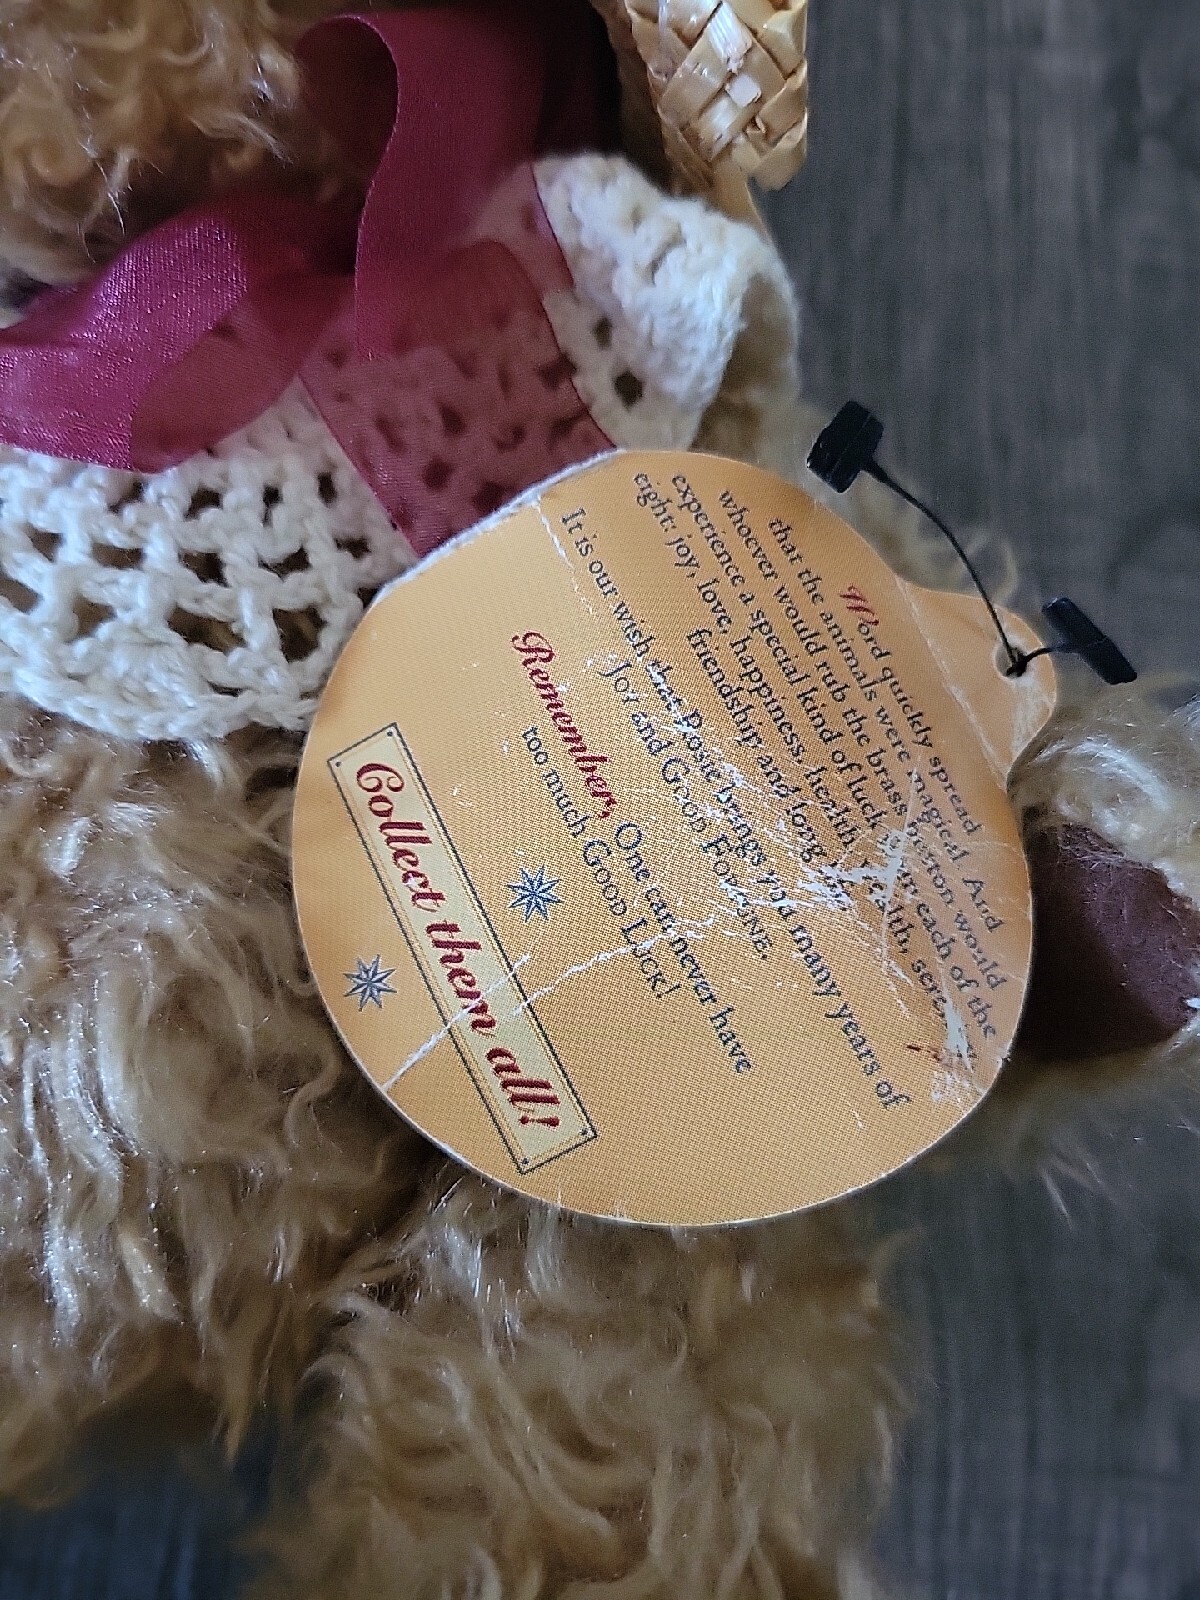 Word quickly spread
that the animals were magical. And
whoever would rub the brass button would
experience a special kind of luck from each of the
eight: joy, love, happiness, health, wealth,
friendship and long
It is our wish that Rosie brings you many years of
Joy and Good Fortune.
Remember, One can never have
too much Good Luck!
Collect them all!